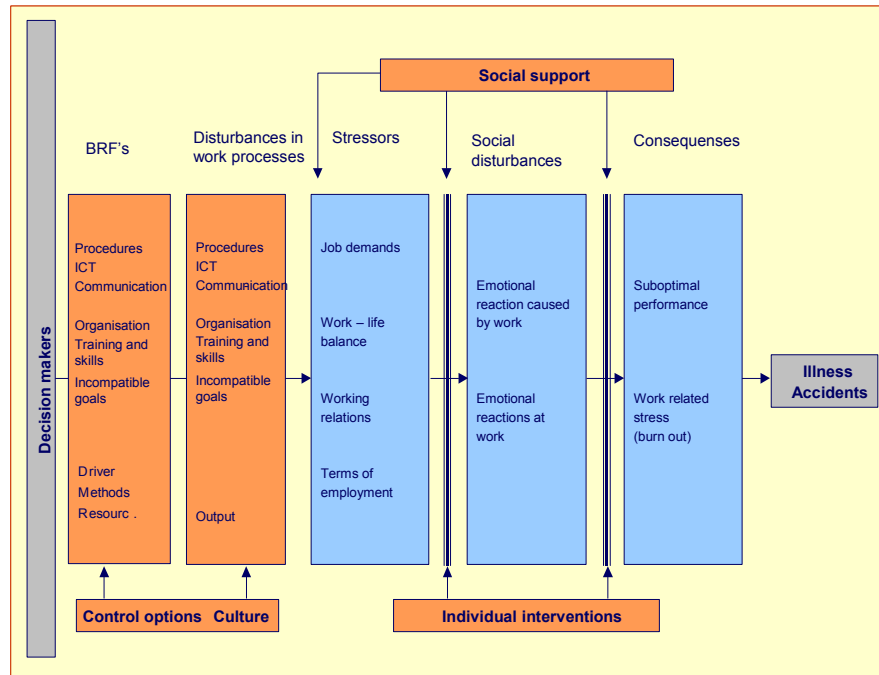 Social support
BRF's
Disturbances in
work processes
Stressors
Social
disturbances
Consequenses
Decision makers
Procedures
ICT
Communication
Organisation
Training and
skills
Incompatible
goals
Driver
Methods
Resourc .
Procedures
ICT
Communication
Organisation
Training and
skills
Incompatible
goals
Output
Job demands
Work – life
balance
Working
relations
Terms of
employment
Emotional
reaction caused
by work
Emotional
reactions at
work
Suboptimal
performance
Work related
stress
(burn out)
Illness
Accidents
Control options Culture
Individual interventions